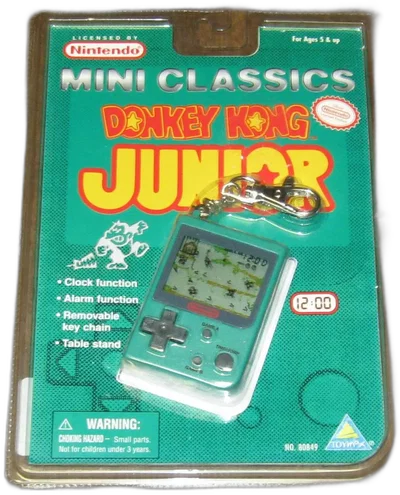 LICENSED BY
Nintendo
For Ages 5 & up
MINI CLASSICS
DONKEY KONG
JUNIOR
• Clock function
• Alarm function
• Removable
key chain
• Table stand
12:00
⚠ WARNING:
CHOKING HAZARD - Small parts.
Not for children under 3 years.
NO. 80849
TOYMAX ®